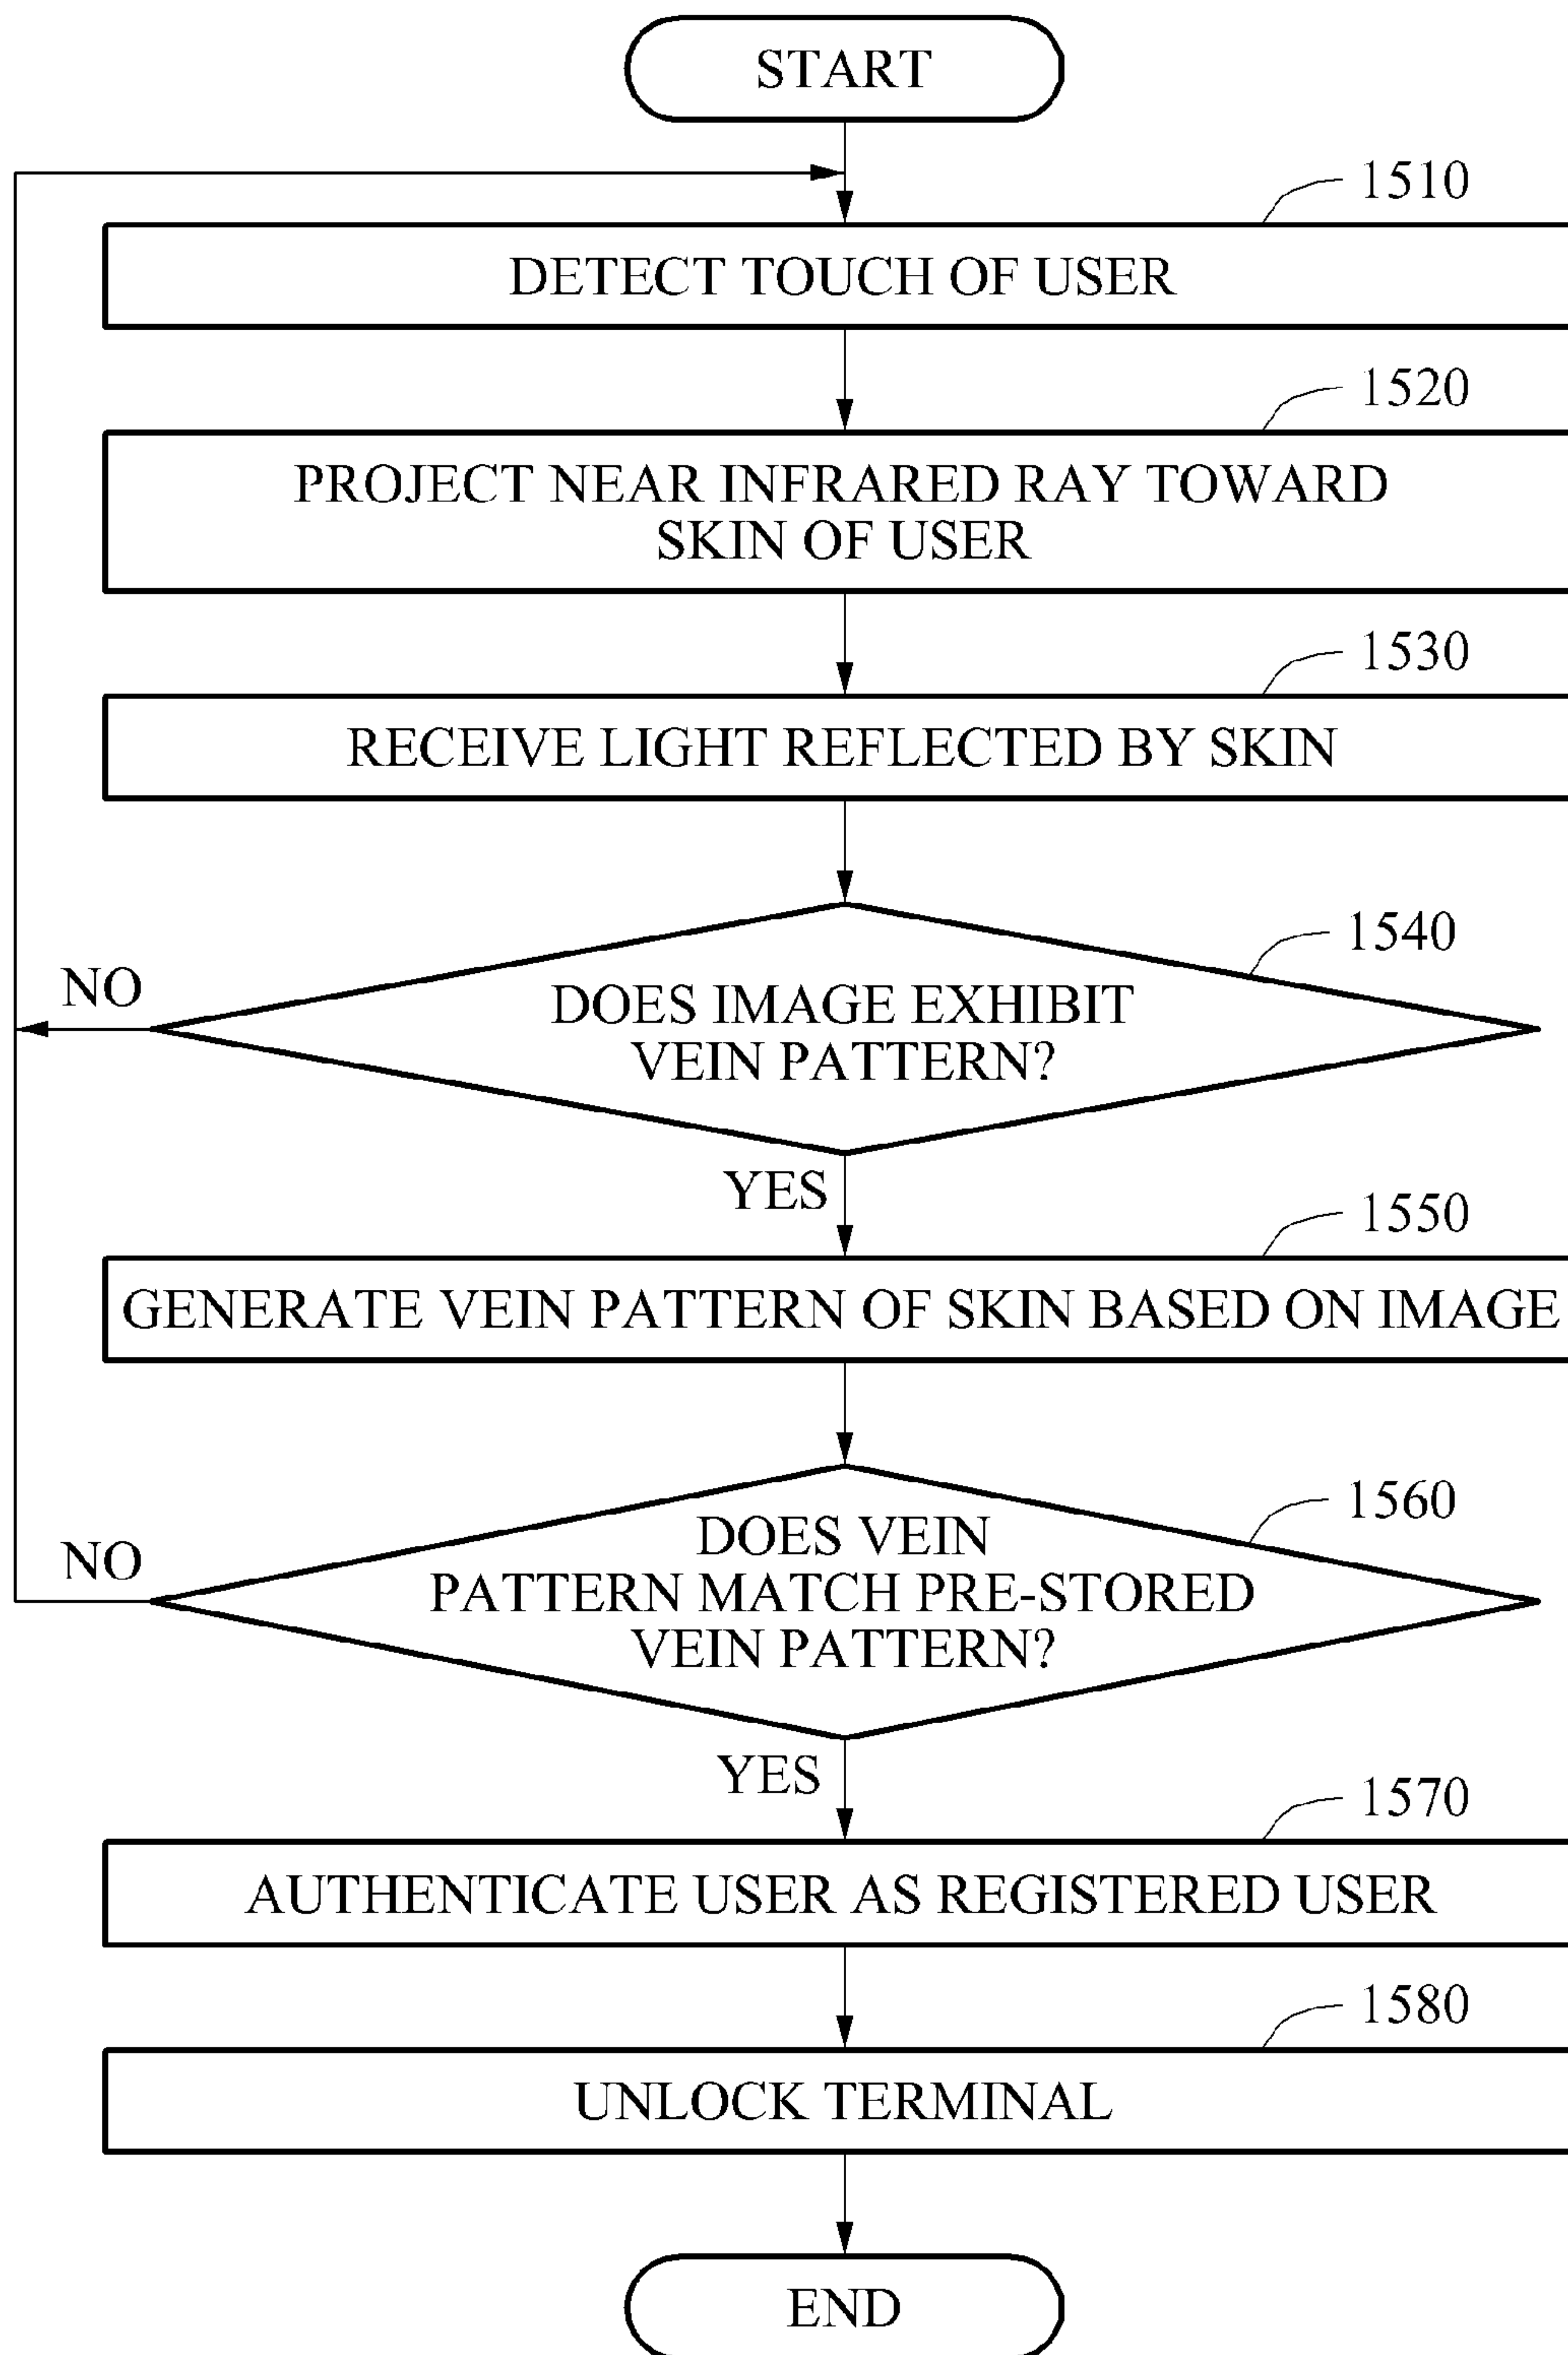 START
1510
DETECT TOUCH OF USER
1520
PROJECT NEAR INFRARED RAY TOWARD
SKIN OF USER
1530
RECEIVE LIGHT REFLECTED BY SKIN
1540
NO
DOES IMAGE EXHIBIT
VEIN PATTERN?
YES
1550
GENERATE VEIN PATTERN OF SKIN BASED ON IMAGE
1560
NO
DOES VEIN
PATTERN MATCH PRE-STORED
VEIN PATTERN?
YES
1570
AUTHENTICATE USER AS REGISTERED USER
1580
UNLOCK TERMINAL
END